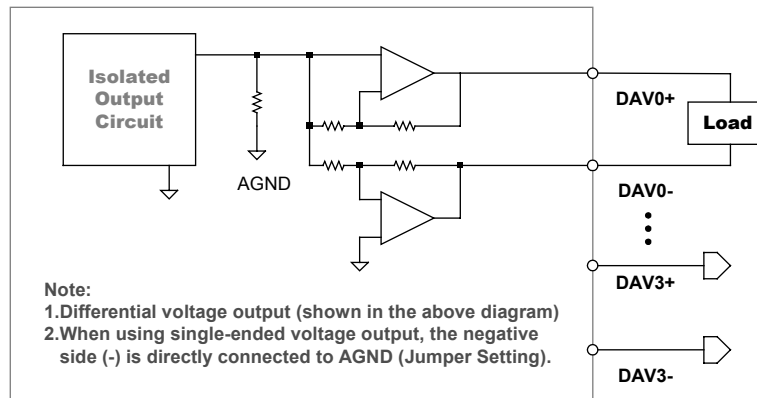 Isolated
Output
Circuit
AGND
DAV0+
Load
DAV0-
DAV3+
DAV3-
Note:
1.Differential voltage output (shown in the above diagram)
2.When using single-ended voltage output, the negative
side (-) is directly connected to AGND (Jumper Setting).